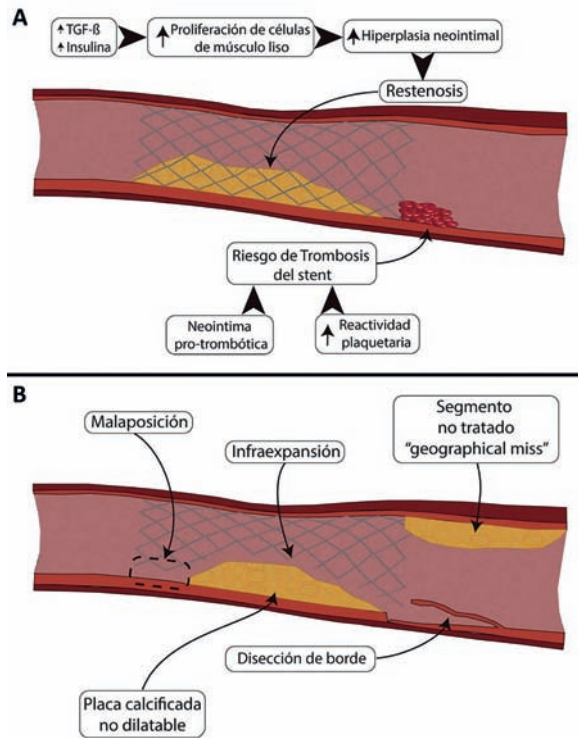 A
↑ TGF-ß
↑ Insulina
↑ Proliferación de células
de músculo liso
↑ Hiperplasia neointimal
Restenosis
Riesgo de Trombosis
del stent
Neointima
pro-trombótica
↑ Reactividad
plaquetaria
B
Malaposición
Infraexpansión
Segmento
no tratado
"geographical miss"
Disección de borde
Placa calcificada
no dilatable